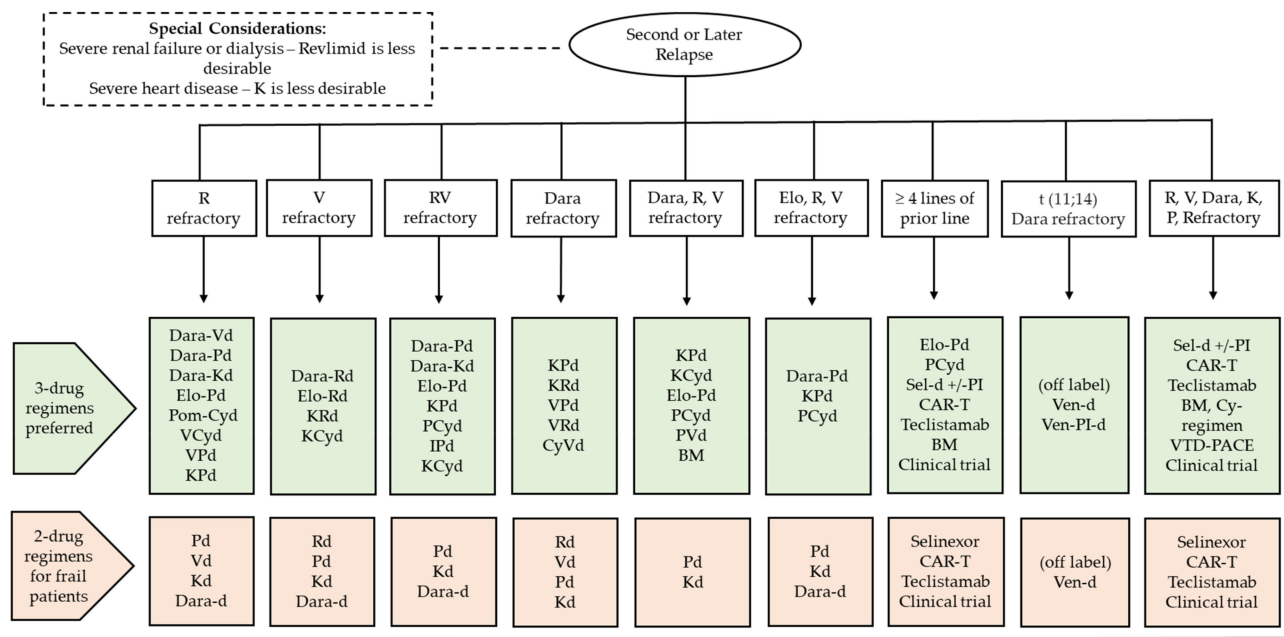 Special Considerations:
Severe renal failure or dialysis – Revlimid is less
desirable
Severe heart disease – K is less desirable
Second or Later
Relapse
R
refractory
V
refractory
RV
refractory
Dara
refractory
Dara, R, V
refractory
Elo, R, V
refractory
≥ 4 lines of
prior line
t (11;14)
Dara refractory
R, V, Dara, K,
P, Refractory
3-drug
regimens
preferred
Dara-Vd
Dara-Pd
Dara-Kd
Elo-Pd
Pom-Cyd
VCyd
VPd
KPd
Dara-Rd
Elo-Rd
KRd
KCyd
Dara-Pd
Dara-Kd
Elo-Pd
KPd
PCyd
IPd
KCyd
KPd
KRd
VPd
VRd
CyVd
KPd
KCyd
Elo-Pd
PCyd
PVd
BM
Dara-Pd
KPd
PCyd
Elo-Pd
PCyd
Sel-d +/-PI
CAR-T
Teclistamab
BM
Clinical trial
(off label)
Ven-d
Ven-PI-d
Sel-d +/-PI
CAR-T
Teclistamab
BM, Cy-
regimen
VTD-PACE
Clinical trial
2-drug
regimens
for frail
patients
Pd
Vd
Kd
Dara-d
Rd
Pd
Kd
Dara-d
Pd
Kd
Dara-d
Rd
Vd
Pd
Kd
Pd
Kd
Pd
Kd
Dara-d
Selinexor
CAR-T
Teclistamab
Clinical trial
(off label)
Ven-d
Selinexor
CAR-T
Teclistamab
Clinical trial